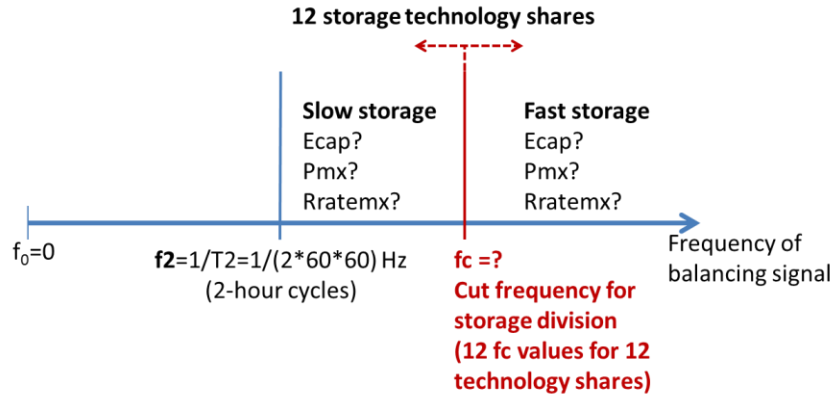 12 storage technology shares
Slow storage
Ecap?
Pmx?
Rratemx?
Fast storage
Ecap?
Pmx?
Rratemx?
f₀=0
f2=1/T2=1/(2*60*60) Hz
(2-hour cycles)
fc =?
Cut frequency for
storage division
(12 fc values for 12
technology shares)
Frequency of
balancing signal